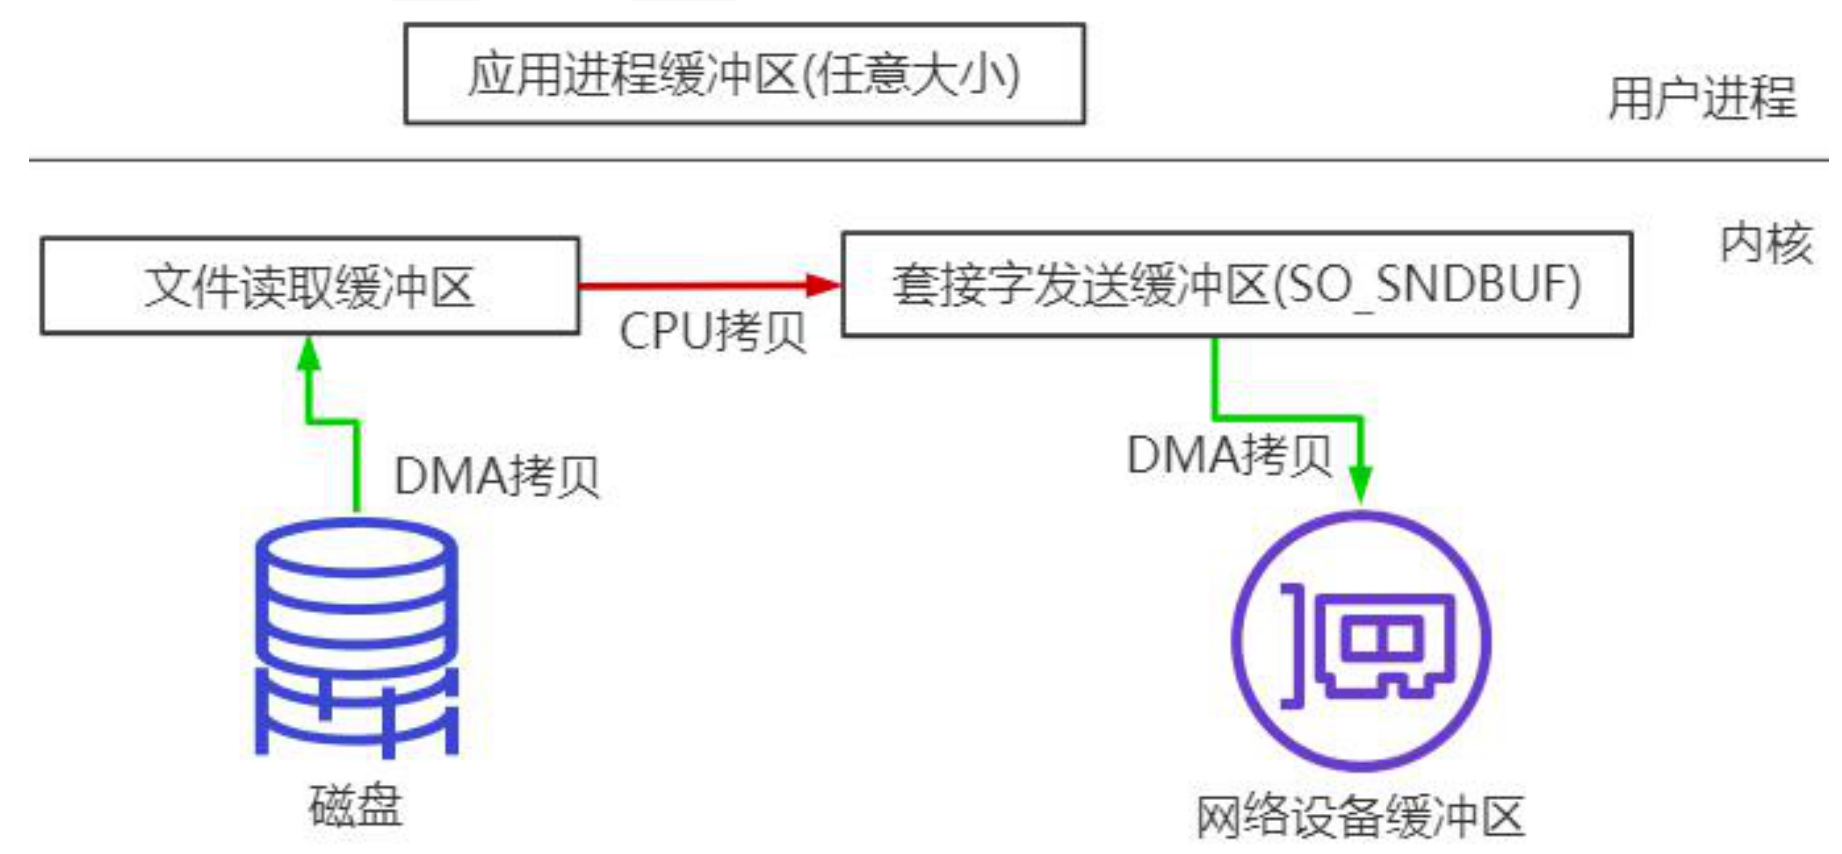 应用进程缓冲区(任意大小)
用户进程
内核
文件读取缓冲区
CPU拷贝
套接字发送缓冲区(SO_SNDBUF)
DMA拷贝
DMA拷贝
磁盘
网络设备缓冲区